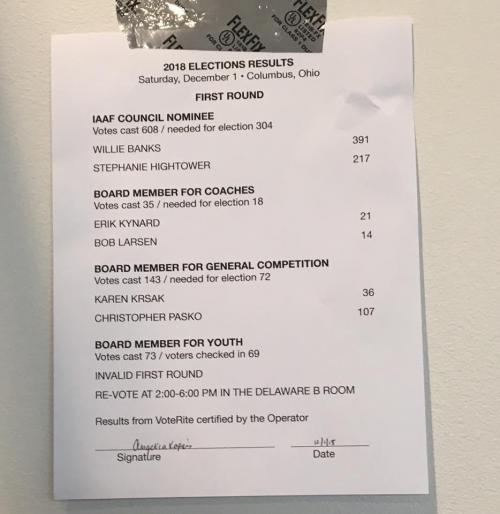 FLEXFIX
FLEXFIX
2018 ELECTIONS RESULTS
Saturday, December 1 • Columbus, Ohio
FIRST ROUND
IAAF COUNCIL NOMINEE
Votes cast 608 / needed for election 304
WILLIE BANKS 391
STEPHANIE HIGHTOWER 217
BOARD MEMBER FOR COACHES
Votes cast 35 / needed for election 18
ERIK KYNARD 21
BOB LARSEN 14
BOARD MEMBER FOR GENERAL COMPETITION
Votes cast 143 / needed for election 72
KAREN KRSAK 36
CHRISTOPHER PASKO 107
BOARD MEMBER FOR YOUTH
Votes cast 73 / voters checked in 69
INVALID FIRST ROUND
RE-VOTE AT 2:00-6:00 PM IN THE DELAWARE B ROOM
Results from VoteRite certified by the Operator
Signature Date